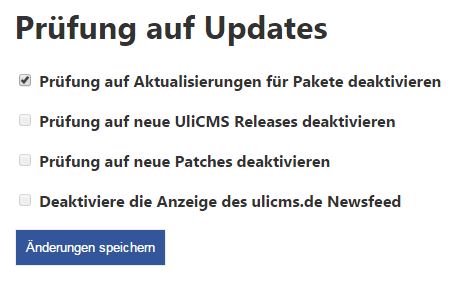 Prüfung auf Updates
Prüfung auf Aktualisierungen für Pakete deaktivieren
Prüfung auf neue UliCMS Releases deaktivieren
Prüfung auf neue Patches deaktivieren
Deaktiviere die Anzeige des ulicms.de Newsfeed
Änderungen speichern